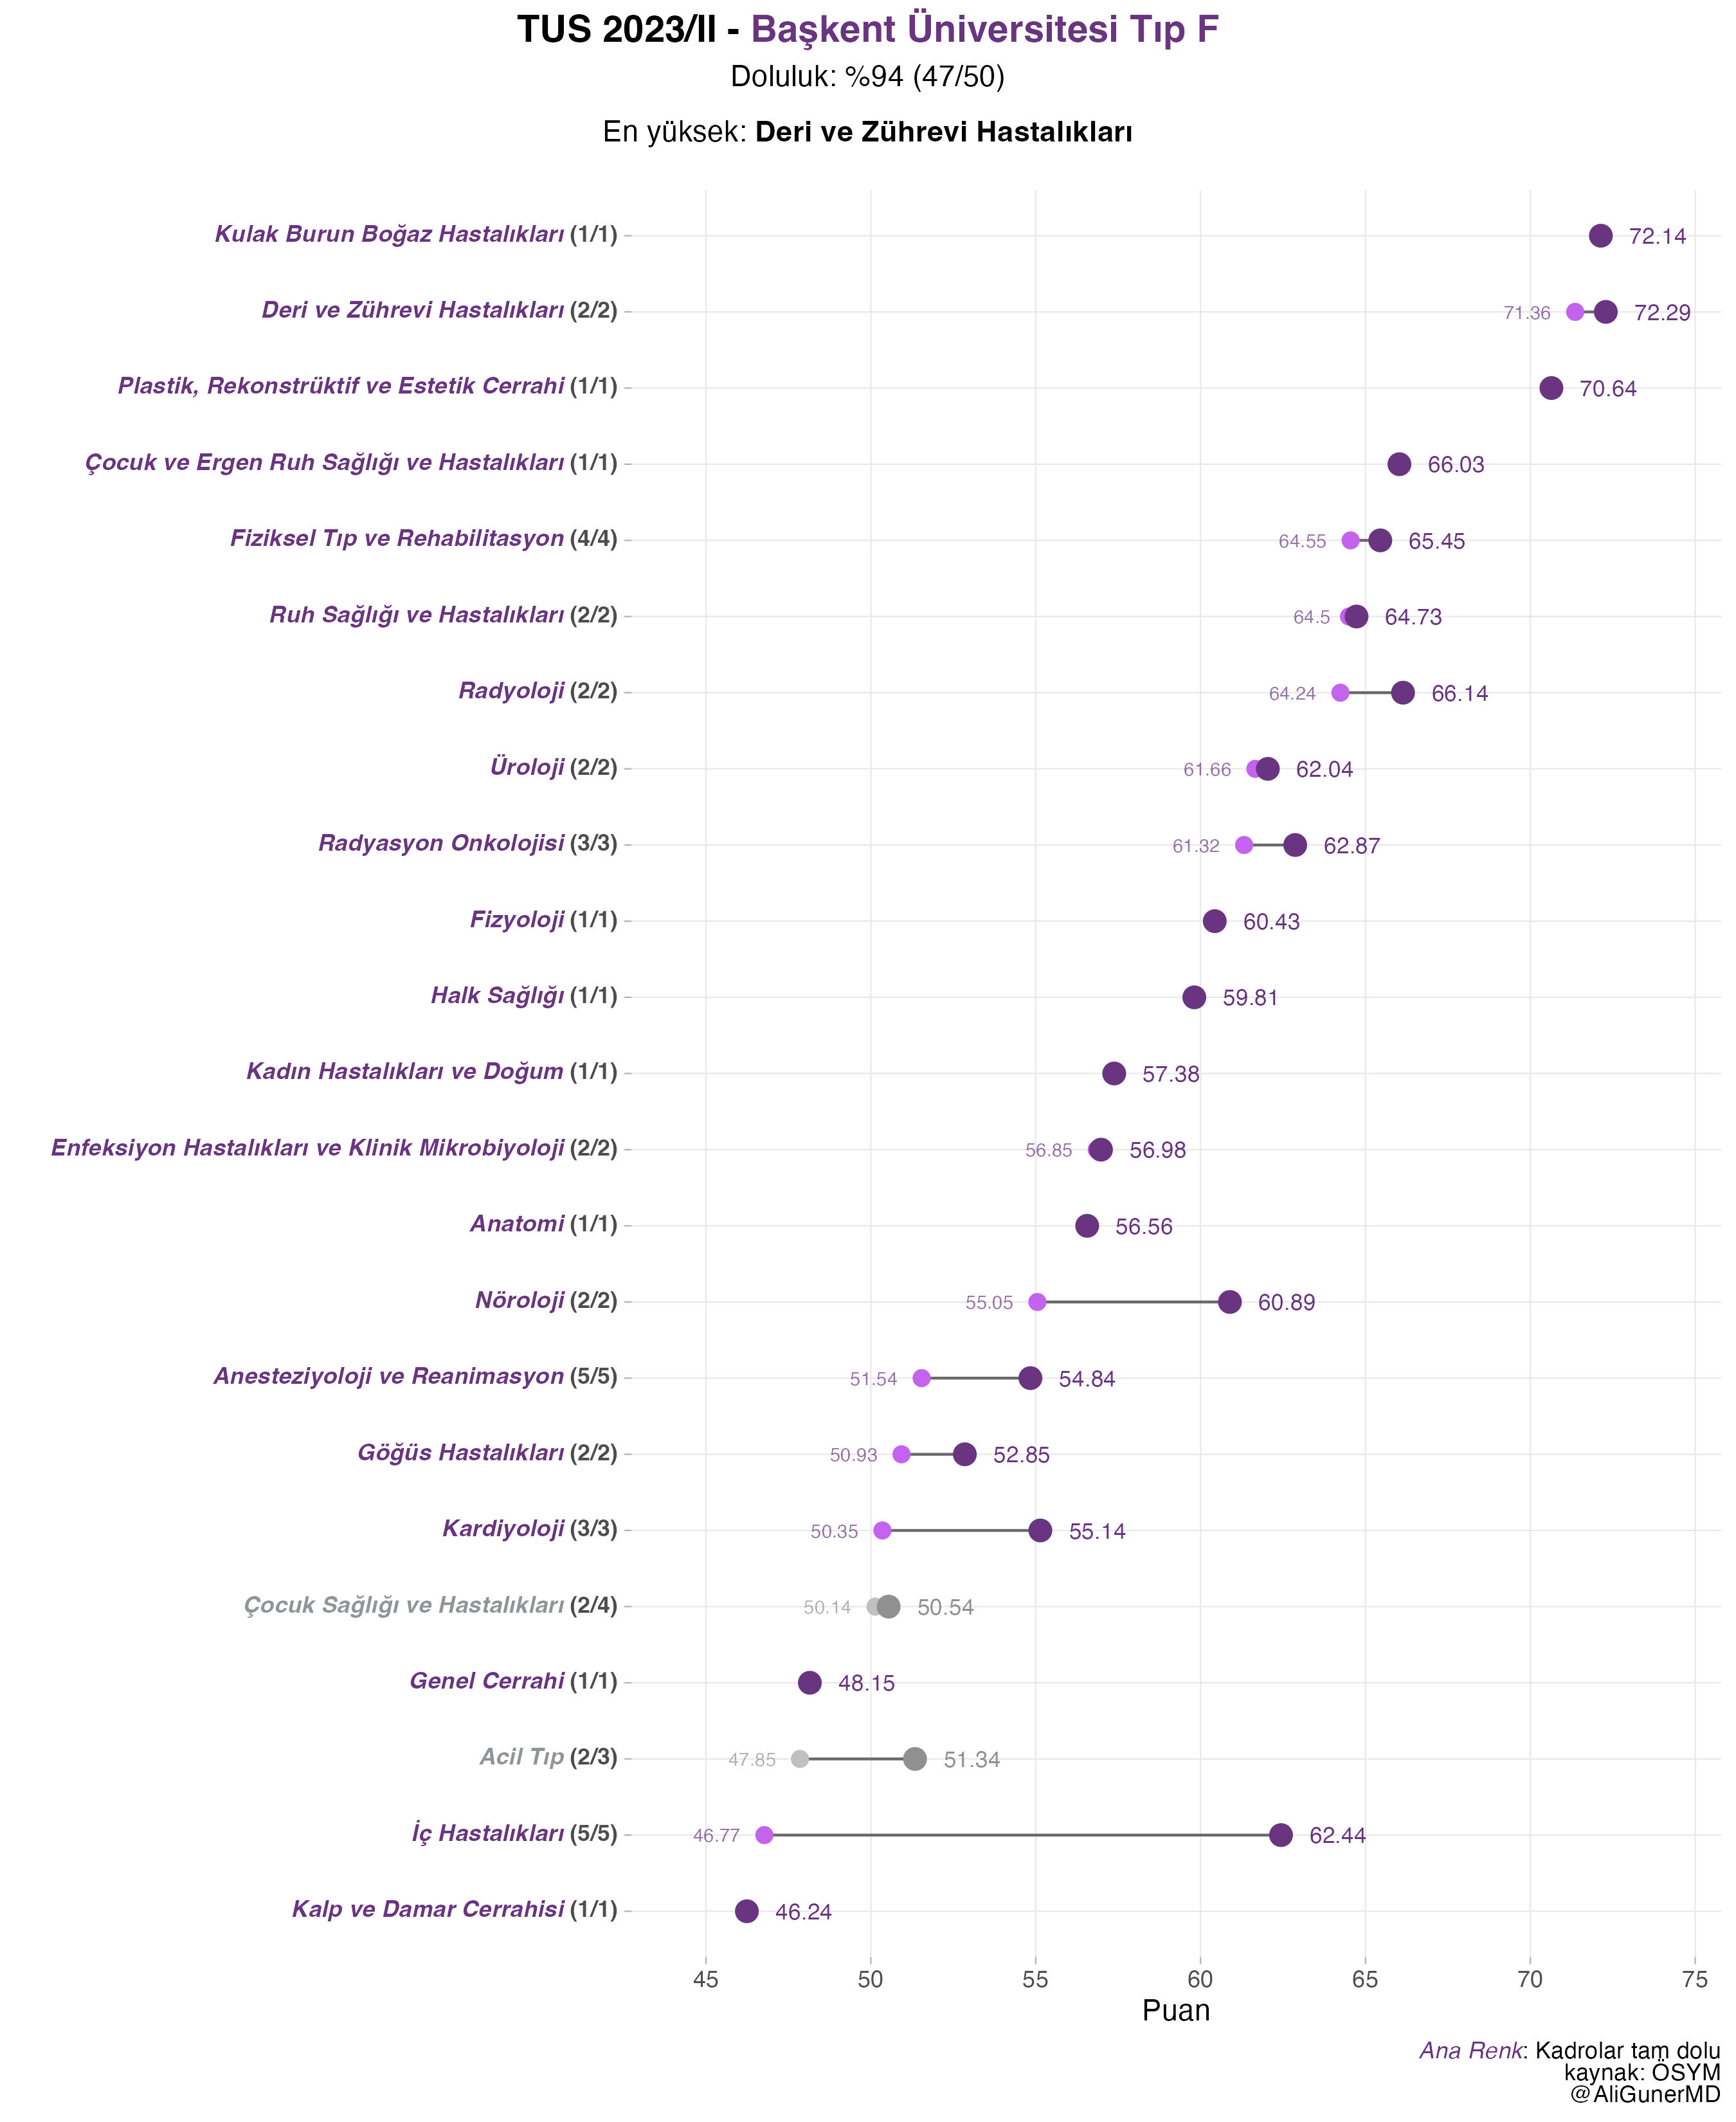 TUS 2023/II - Başkent Üniversitesi Tıp F
Doluluk: %94 (47/50)
En yüksek: Deri ve Zührevi Hastalıkları
Kulak Burun Boğaz Hastalıkları (1/1) 72.14
Deri ve Zührevi Hastalıkları (2/2) 71.36 72.29
Plastik, Rekonstrüktif ve Estetik Cerrahi (1/1) 70.64
Çocuk ve Ergen Ruh Sağlığı ve Hastalıkları (1/1) 66.03
Fiziksel Tıp ve Rehabilitasyon (4/4) 64.55 65.45
Ruh Sağlığı ve Hastalıkları (2/2) 64.5 64.73
Radyoloji (2/2) 64.24 66.14
Üroloji (2/2) 61.66 62.04
Radyasyon Onkolojisi (3/3) 61.32 62.87
Fizyoloji (1/1) 60.43
Halk Sağlığı (1/1) 59.81
Kadın Hastalıkları ve Doğum (1/1) 57.38
Enfeksiyon Hastalıkları ve Klinik Mikrobiyoloji (2/2) 56.85 56.98
Anatomi (1/1) 56.56
Nöroloji (2/2) 55.05 60.89
Anesteziyoloji ve Reanimasyon (5/5) 51.54 54.84
Göğüs Hastalıkları (2/2) 50.93 52.85
Kardiyoloji (3/3) 50.35 55.14
Çocuk Sağlığı ve Hastalıkları (2/4) 50.14 50.54
Genel Cerrahi (1/1) 48.15
Acil Tıp (2/3) 47.85 51.34
İç Hastalıkları (5/5) 46.77 62.44
Kalp ve Damar Cerrahisi (1/1) 46.24
45 50 55 60 65 70 75
Puan
Ana Renk: Kadrolar tam dolu
kaynak: ÖSYM
@AliGunerMD